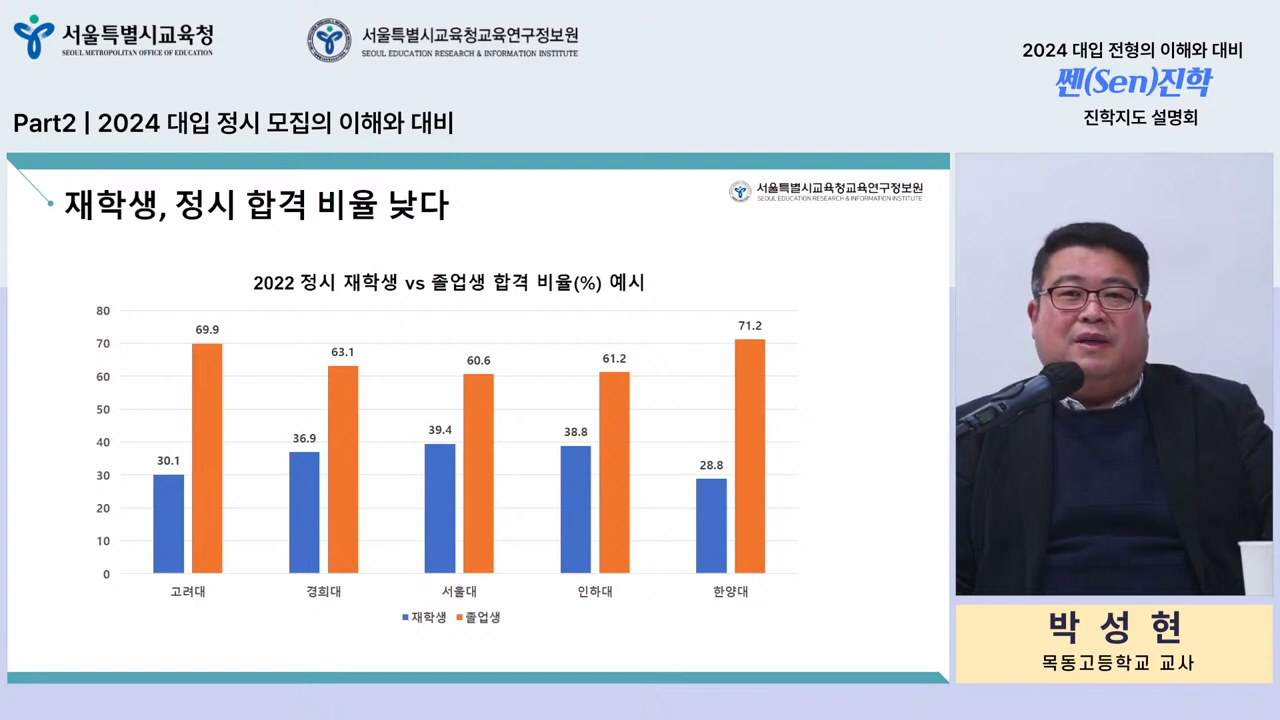 서울특별시교육청
SEOUL METROPOLITAN OFFICE OF EDUCATION
서울특별시교육청교육연구정보원
SEOUL EDUCATION RESEARCH & INFORMATION INSTITUTE
2024 대입 전형의 이해와 대비
쎈(Sen)진학
진학지도 설명회
Part2 | 2024 대입 정시 모집의 이해와 대비
재학생, 정시 합격 비율 낮다
서울특별시교육청교육연구정보원
SEOUL EDUCATION RESEARCH & INFORMATION INSTITUTE
2022 정시 재학생 vs 졸업생 합격 비율(%) 예시
80
70
60
50
40
30
20
10
0
30.1
69.9
36.9
63.1
39.4
60.6
38.8
61.2
28.8
71.2
고려대
경희대
서울대
인하대
한양대
재학생
졸업생
박 성 현
목동고등학교 교사